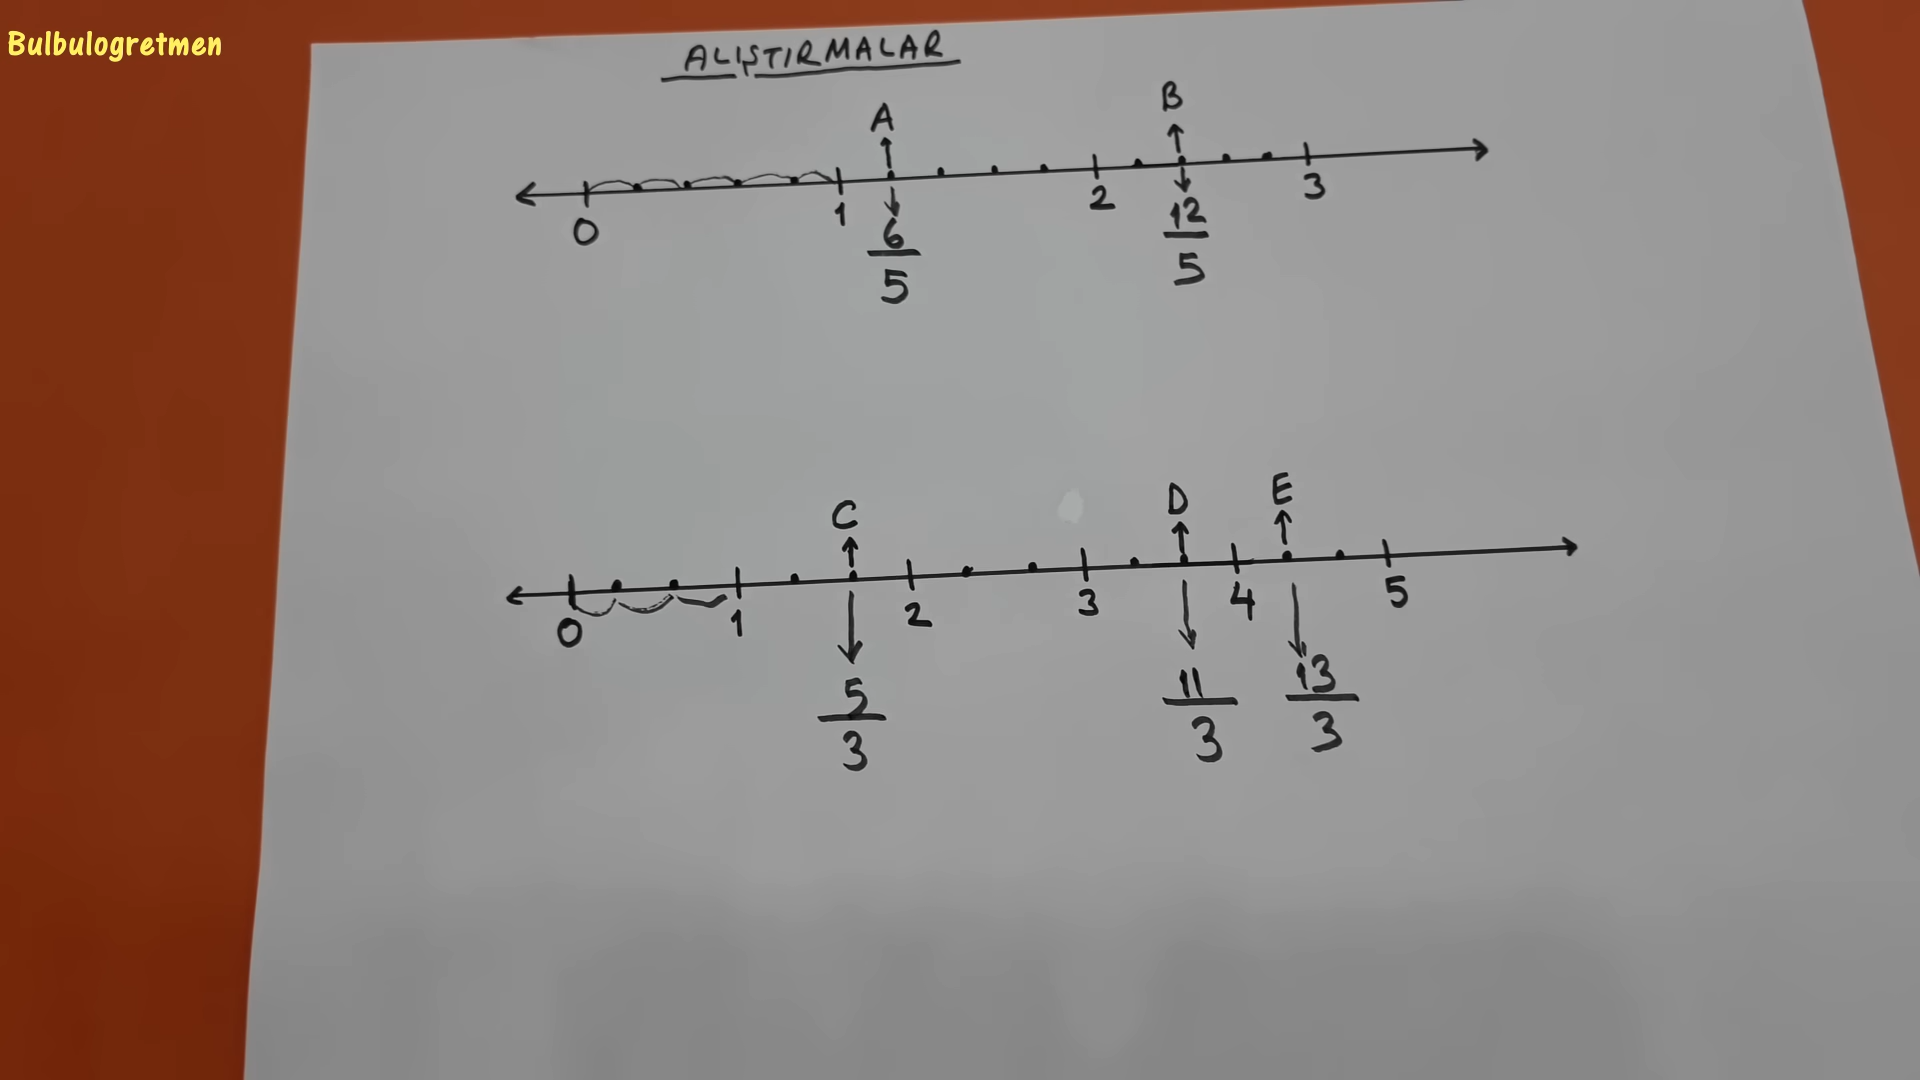 Bulbulogretmen
ALIŞTIRMALAR
A B
0 1 2 3
6/5 12/5
C D E
0 1 2 3 4 5
5/3 11/3 13/3